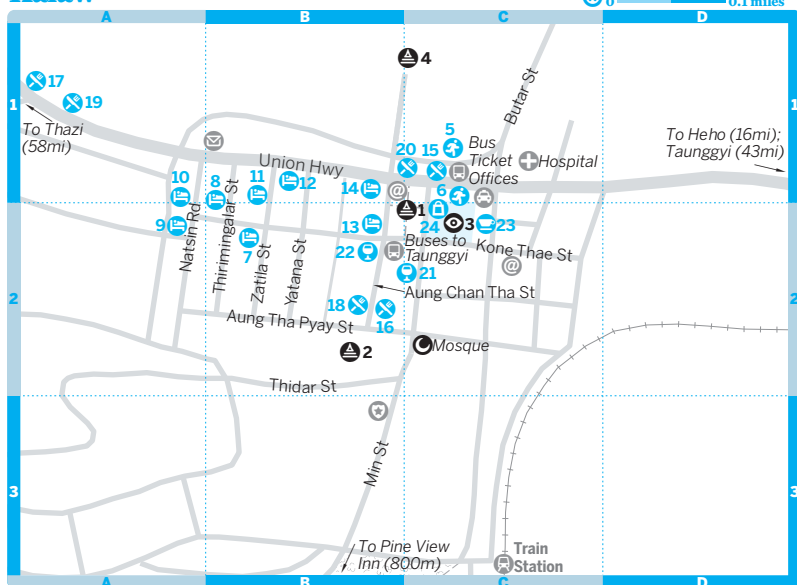 0
0.1 miles
A
B
C
D
1
1
2
2
3
3
4
17
19
To Thazi
(58mi)
Butar St
5
Bus
Ticket
Offices
Hospital
To Heho (16mi);
Taunggyi (43mi)
20
15
Union Hwy
10
8
11
12
14
@
6
1
3
23
24
9
Natsin Rd
Thirimingalar St
7
Zatila St
Yatana St
13
22
Buses to
Taunggyi
Kone Thae St
@
21
Aung Chan Tha St
18
16
Aung Tha Pyay St
2
Mosque
Thidar St
Min St
To Pine View
Inn (800m)
Train
Station
A
B
C
D